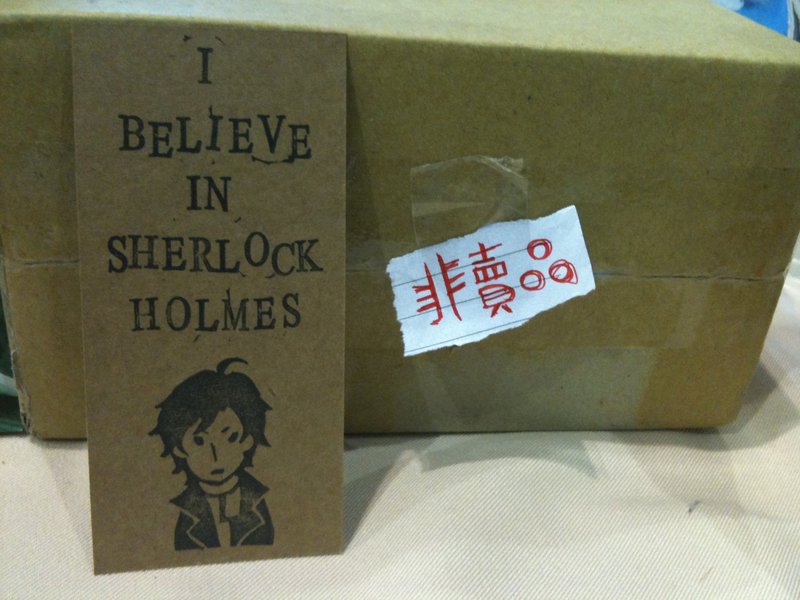 I
BELIEVE
IN
SHERLOCK
HOLMES
非賣品